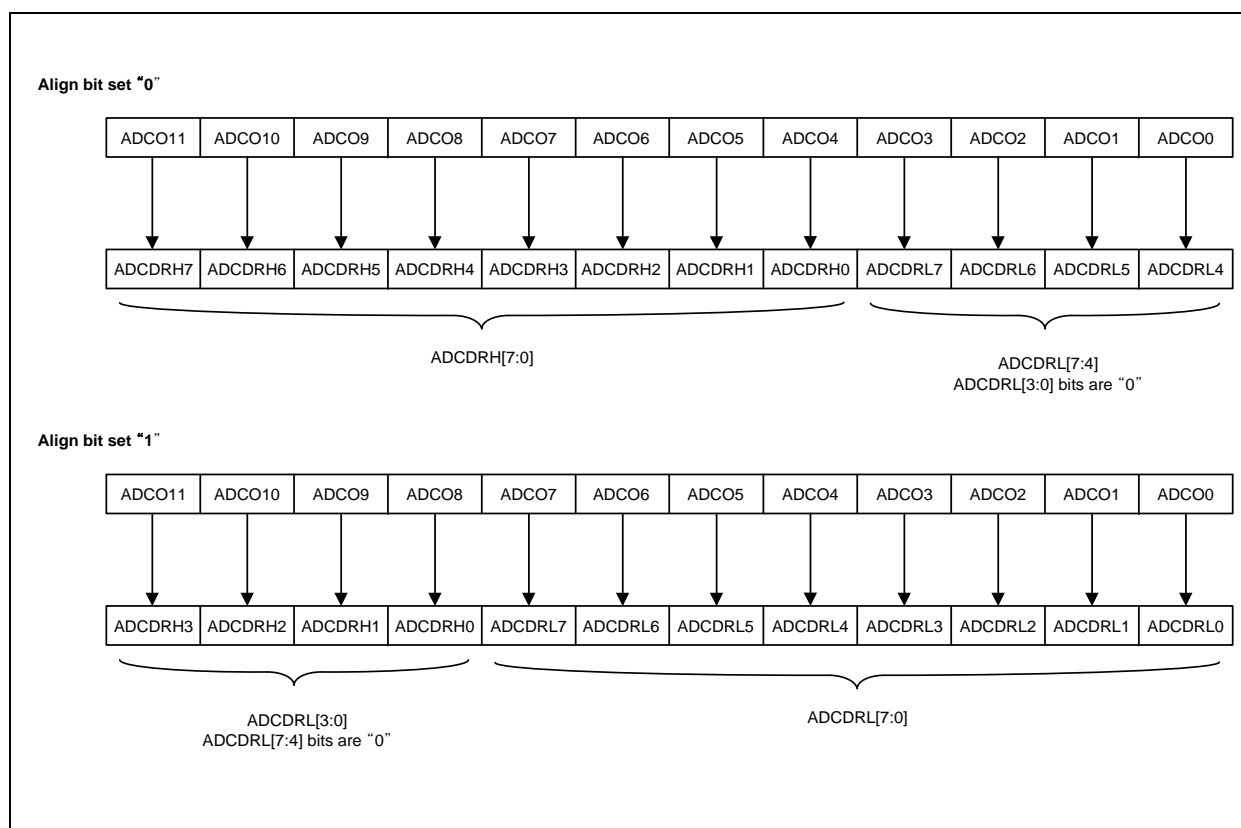 Align bit set “0”
ADCO11 ADCO10 ADCO9 ADCO8 ADCO7 ADCO6 ADCO5 ADCO4 ADCO3 ADCO2 ADCO1 ADCO0
ADCDRH7 ADCDRH6 ADCDRH5 ADCDRH4 ADCDRH3 ADCDRH2 ADCDRH1 ADCDRH0 ADCDRL7 ADCDRL6 ADCDRL5 ADCDRL4
ADCDRH[7:0]
ADCDRL[7:4]
ADCDRL[3:0] bits are “0”
Align bit set “1”
ADCO11 ADCO10 ADCO9 ADCO8 ADCO7 ADCO6 ADCO5 ADCO4 ADCO3 ADCO2 ADCO1 ADCO0
ADCDRH3 ADCDRH2 ADCDRH1 ADCDRH0 ADCDRL7 ADCDRL6 ADCDRL5 ADCDRL4 ADCDRL3 ADCDRL2 ADCDRL1 ADCDRL0
ADCDRL[3:0]
ADCDRL[7:4] bits are “0”
ADCDRL[7:0]